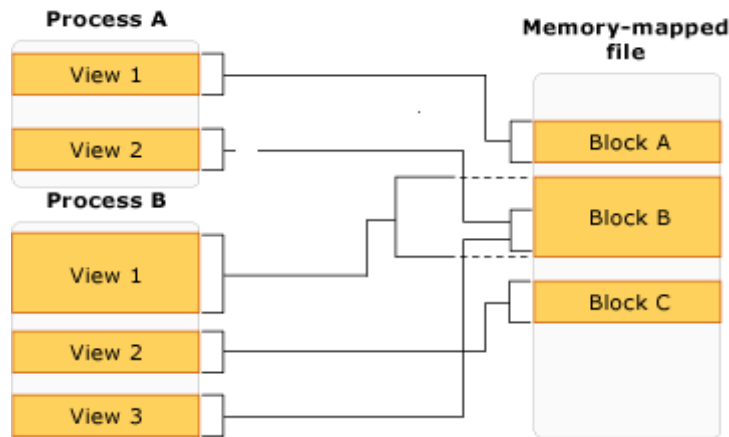 Process A
View 1
View 2
Process B
View 1
View 2
View 3
Memory-mapped
file
Block A
Block B
Block C